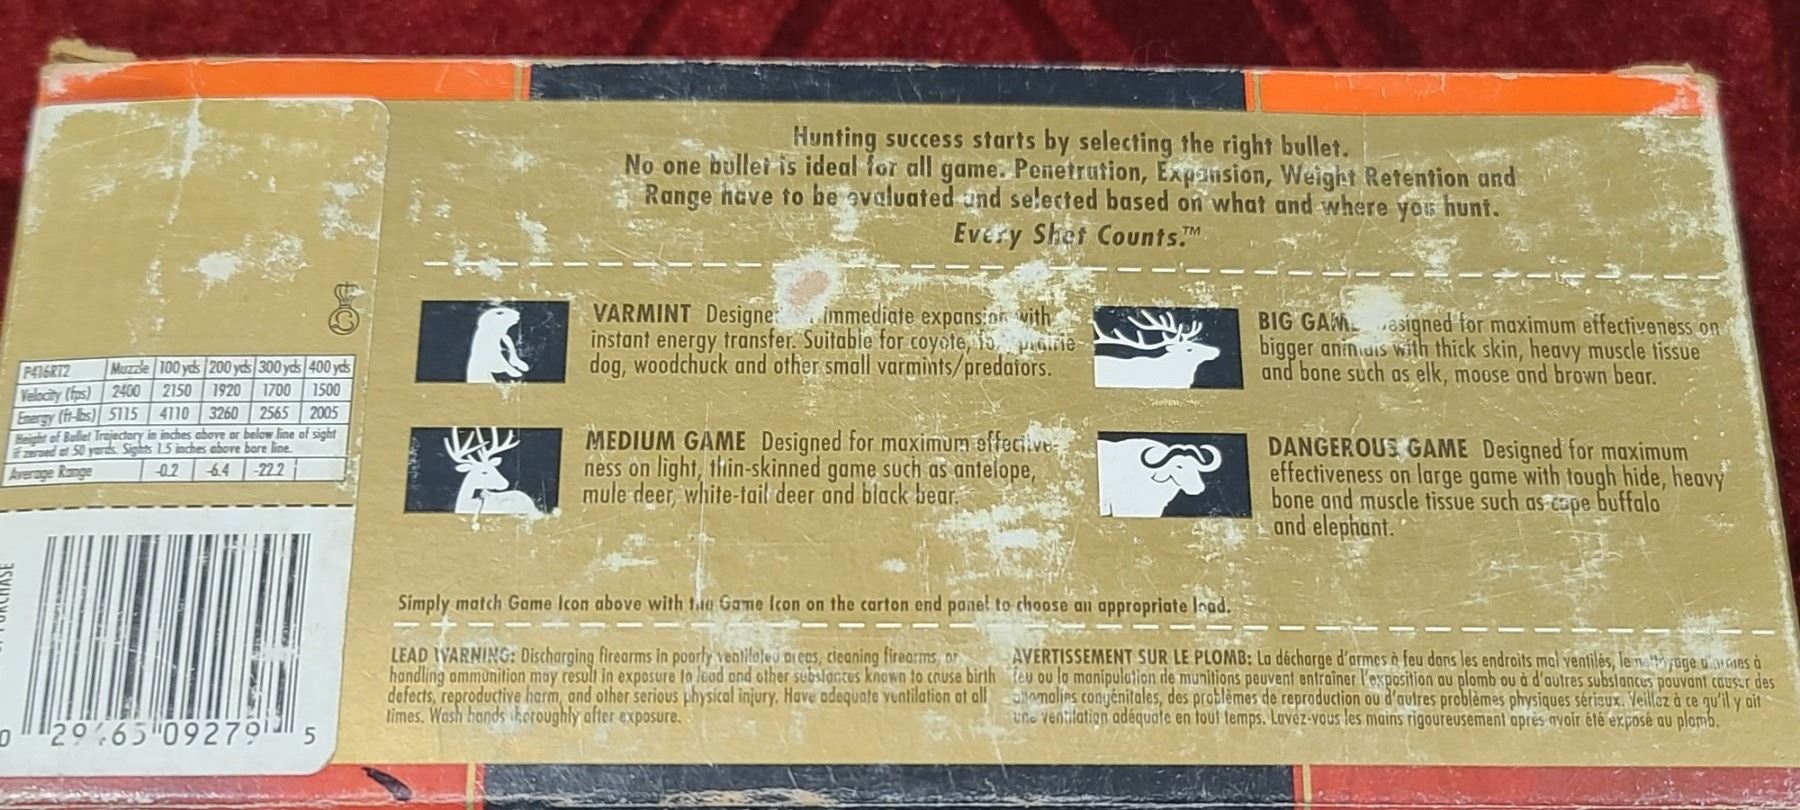 Hunting success starts by selecting the right bullet.
No one bullet is ideal for all game. Penetration, Expansion, Weight Retention and
Range have to be evaluated and selected based on what and where you hunt.
Every Shot Counts.™
VARMINT Designed immediate expansion with
instant energy transfer. Suitable for coyote, prairie
dog, woodchuck and other small varmints/predators.
MEDIUM GAME Designed for maximum effective-
ness on light, thin-skinned game such as antelope,
mule deer, white-tail deer and black bear.
BIG GAME Designed for maximum effectiveness on
bigger animals with thick skin, heavy muscle tissue
and bone such as elk, moose and brown bear.
DANGEROUS GAME Designed for maximum
effectiveness on large game with tough hide, heavy
bone and muscle tissue such as cape buffalo
and elephant.
Simply match Game Icon above with the Game Icon on the carton end panel to choose an appropriate load.
LEAD WARNING: Discharging firearms in poorly ventilated areas, cleaning firearms, or
handling ammunition may result in exposure to lead and other substances known to cause birth
defects, reproductive harm, and other serious physical injury. Have adequate ventilation at all
times. Wash hands thoroughly after exposure.
AVERTISSEMENT SUR LE PLOMB: La décharge d'armes à feu dans les endroits mal ventilés, le nettoyage d'armes à
feu ou la manipulation de munitions peuvent entraîner l'exposition au plomb ou à d'autres substances pouvant causer des
anomalies congénitales, des problèmes de reproduction ou d'autres problèmes physiques sérieux. Veillez à ce qu'il y ait
une ventilation adéquate en tout temps. Lavez-vous les mains rigoureusement après avoir été exposé au plomb.
P416RT2 Muzzle 100 yds 200 yds 300 yds 400 yds
Velocity (fps) 2400 2150 1920 1700 1500
Energy (ft-lbs) 5115 4110 3260 2565 2005
Height of Bullet Trajectory in inches above or below line of sight
if zeroed at 50 yards. Sights 1.5 inches above bore line.
Average Range -0.2 -6.4 -22.2
0 29465 09279 5